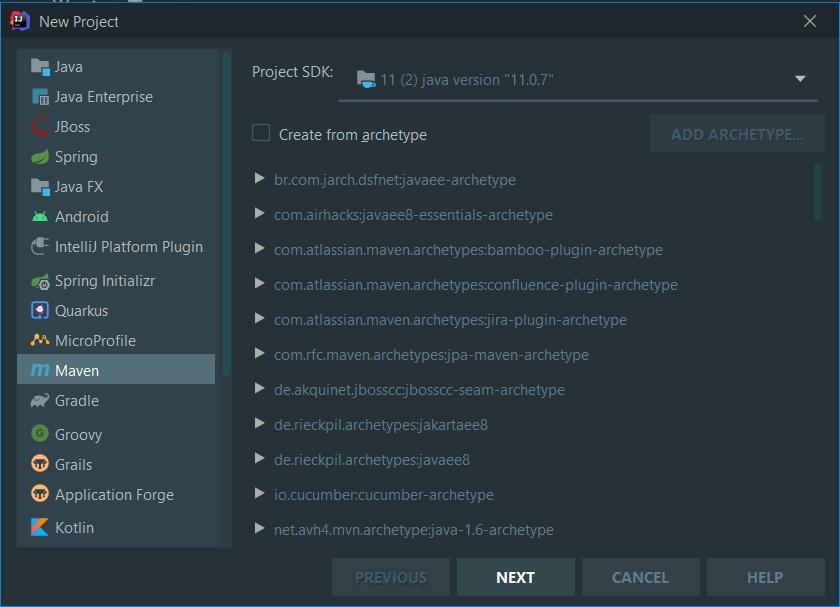 New Project
Java
Java Enterprise
JBoss
Spring
Java FX
Android
IntelliJ Platform Plugin
Spring Initializr
Quarkus
MicroProfile
Maven
Gradle
Groovy
Grails
Application Forge
Kotlin
Project SDK:
11 (2) java version "11.0.7"
Create from archetype
ADD ARCHETYPE...
br.com.jarch.dsfnet:javaee-archetype
com.airhacks:javaee8-essentials-archetype
com.atlassian.maven.archetypes:bamboo-plugin-archetype
com.atlassian.maven.archetypes:confluence-plugin-archetype
com.atlassian.maven.archetypes:jira-plugin-archetype
com.rfc.maven.archetypes:jpa-maven-archetype
de.akquinet.jbosscc:jbosscc-seam-archetype
de.rieckpil.archetypes:jakartaee8
de.rieckpil.archetypes:javaee8
io.cucumber:cucumber-archetype
net.avh4.mvn.archetype:java-1.6-archetype
PREVIOUS
NEXT
CANCEL
HELP